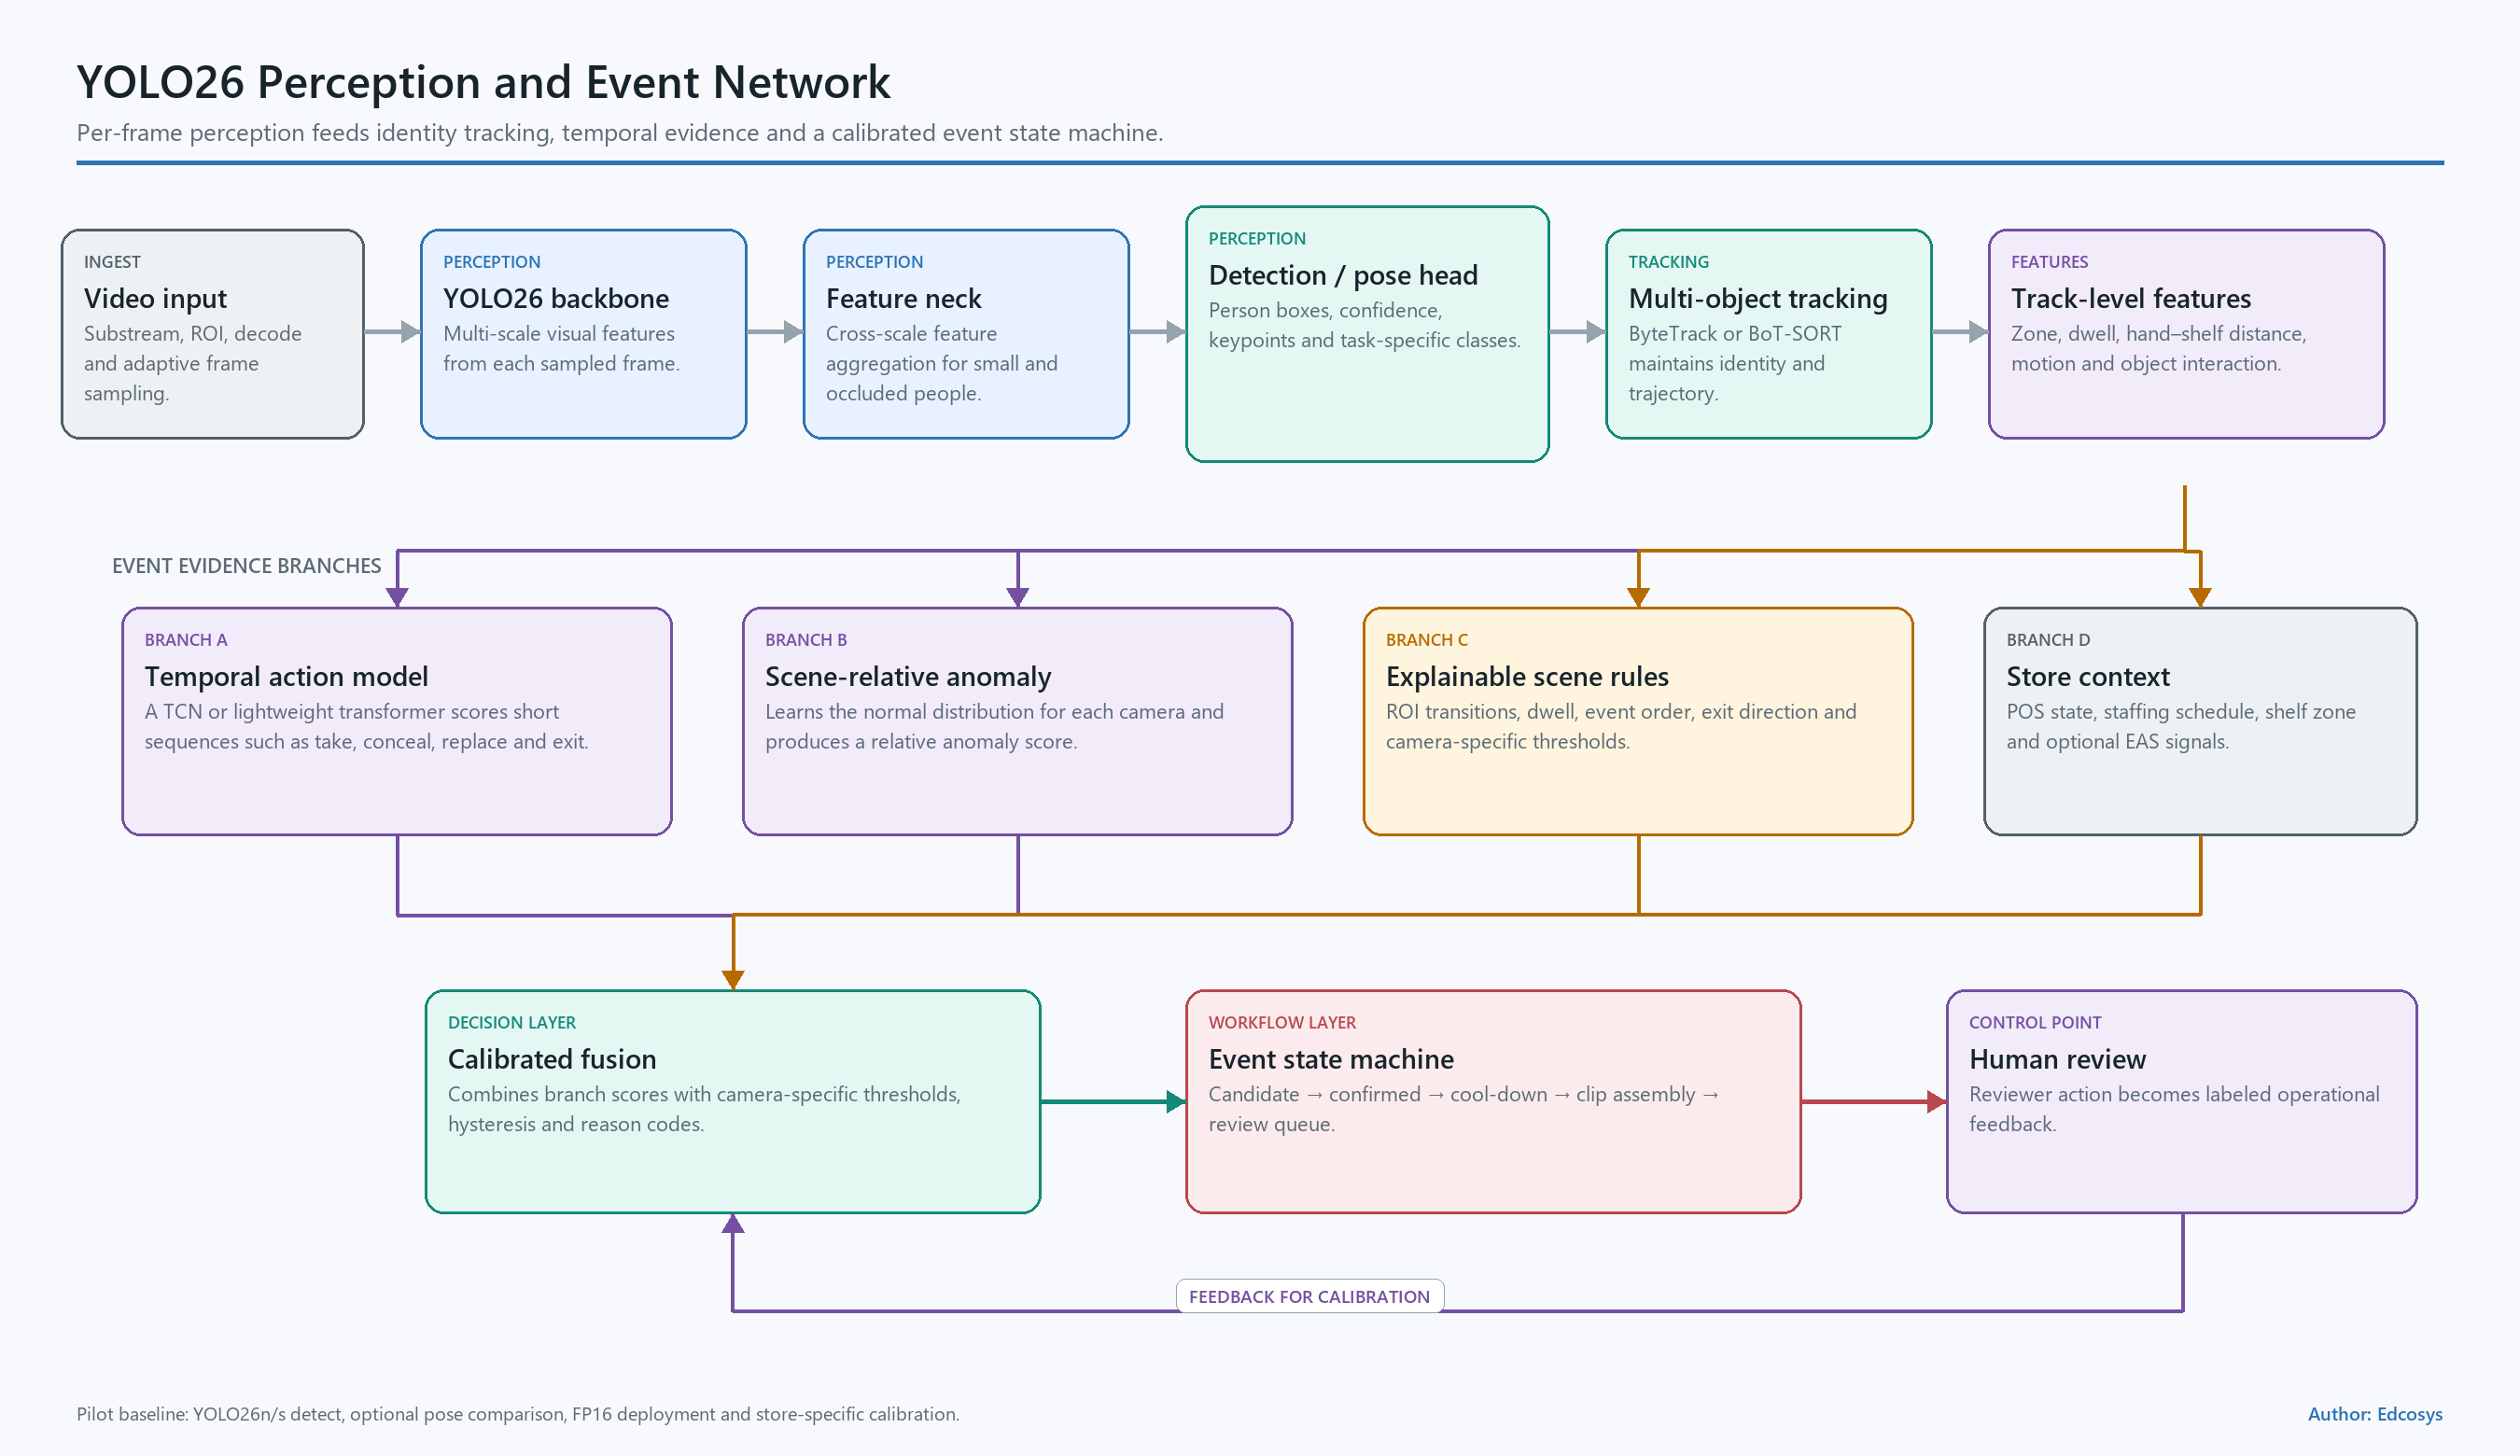 YOLO26 Perception and Event Network
Per-frame perception feeds identity tracking, temporal evidence and a calibrated event state machine.
INGEST
Video input
Substream, ROI, decode
and adaptive frame
sampling.
PERCEPTION
YOLO26 backbone
Multi-scale visual features
from each sampled frame.
PERCEPTION
Feature neck
Cross-scale feature
aggregation for small and
occluded people.
PERCEPTION
Detection / pose head
Person boxes, confidence,
keypoints and task-specific classes.
TRACKING
Multi-object tracking
ByteTrack or BoT-SORT
maintains identity and
trajectory.
FEATURES
Track-level features
Zone, dwell, hand–shelf distance,
motion and object interaction.
EVENT EVIDENCE BRANCHES
BRANCH A
Temporal action model
A TCN or lightweight transformer scores short
sequences such as take, conceal, replace and exit.
BRANCH B
Scene-relative anomaly
Learns the normal distribution for each camera and
produces a relative anomaly score.
BRANCH C
Explainable scene rules
ROI transitions, dwell, event order, exit direction and
camera-specific thresholds.
BRANCH D
Store context
POS state, staffing schedule, shelf zone
and optional EAS signals.
DECISION LAYER
Calibrated fusion
Combines branch scores with camera-specific thresholds,
hysteresis and reason codes.
WORKFLOW LAYER
Event state machine
Candidate → confirmed → cool-down → clip assembly →
review queue.
CONTROL POINT
Human review
Reviewer action becomes labeled operational
feedback.
FEEDBACK FOR CALIBRATION
Pilot baseline: YOLO26n/s detect, optional pose comparison, FP16 deployment and store-specific calibration.
Author: Edcosys